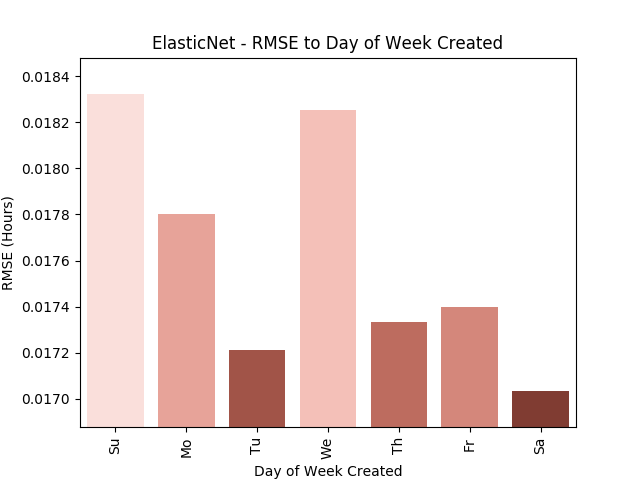 ElasticNet - RMSE to Day of Week Created
RMSE (Hours)
0.0184
0.0182
0.0180
0.0178
0.0176
0.0174
0.0172
0.0170
Su
Mo
Tu
We
Th
Fr
Sa
Day of Week Created